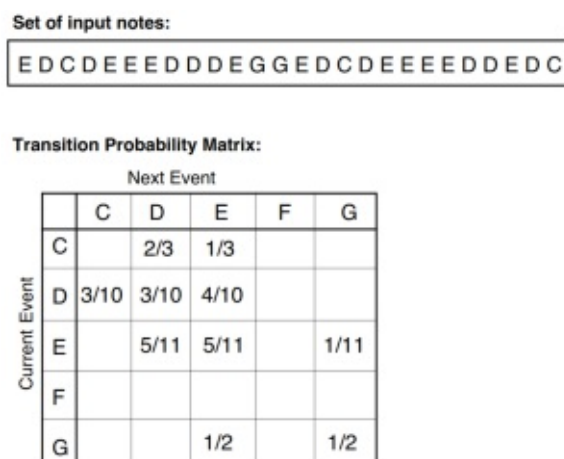 Set of input notes:
E D C D E E E D D D E G G E D C D E E E E D D E D C
Transition Probability Matrix:
Next Event
C D E F G
Current Event
C 2/3 1/3
D 3/10 3/10 4/10
E 5/11 5/11 1/11
F
G 1/2 1/2